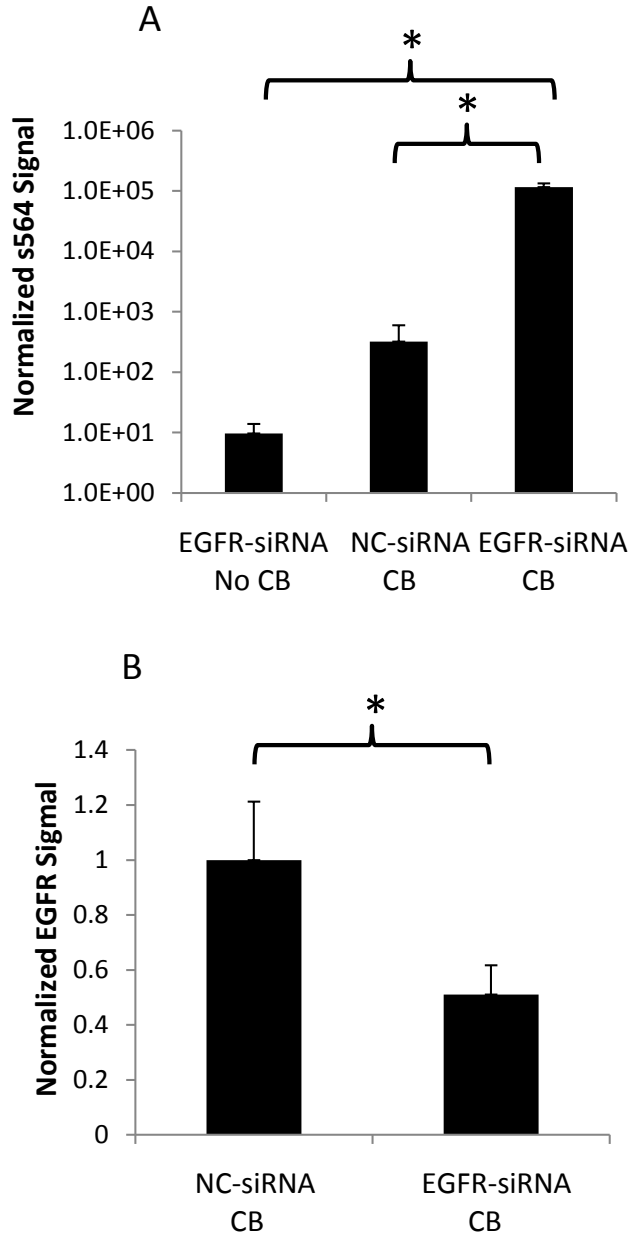 A
*
*
Normalized s564 Signal
1.0E+06
1.0E+05
1.0E+04
1.0E+03
1.0E+02
1.0E+01
1.0E+00
EGFR-siRNA NC-siRNA EGFR-siRNA
No CB CB CB
B
*
Normalized EGFR Sigmal
1.4
1.2
1
0.8
0.6
0.4
0.2
0
NC-siRNA EGFR-siRNA
CB CB